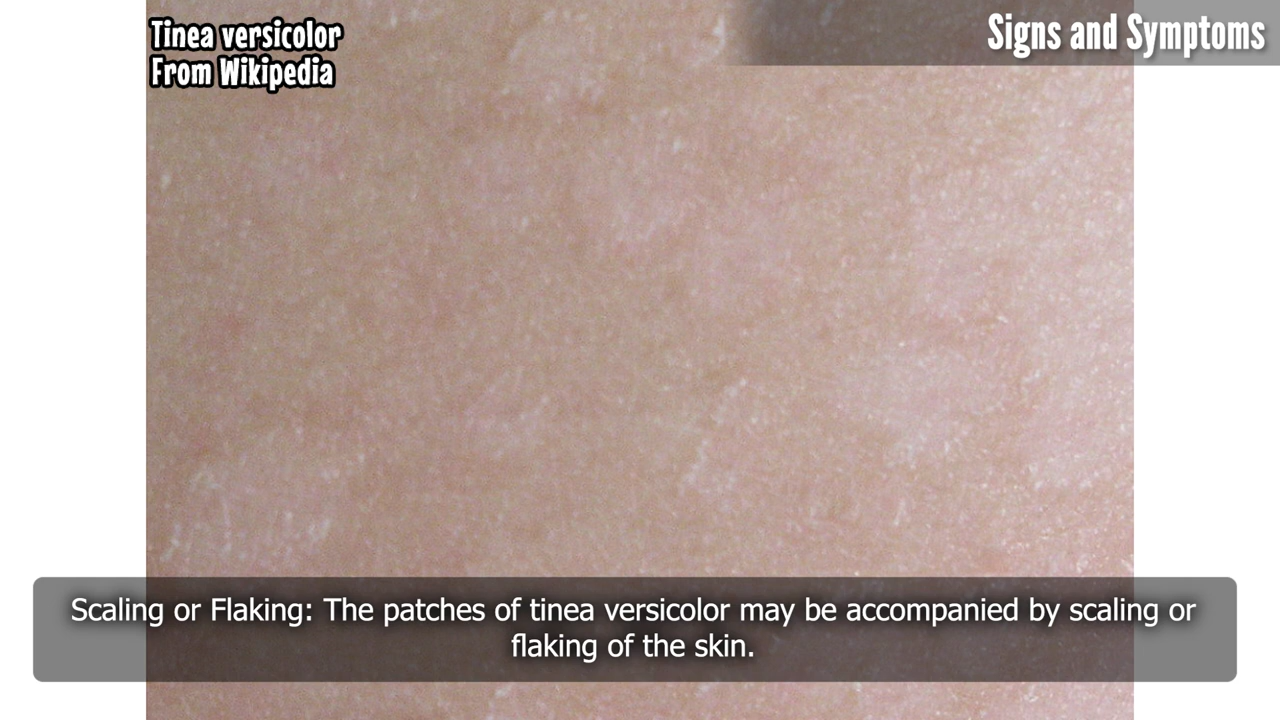 Tinea versicolor
From Wikipedia
Signs and Symptoms
Scaling or Flaking: The patches of tinea versicolor may be accompanied by scaling or
flaking of the skin.